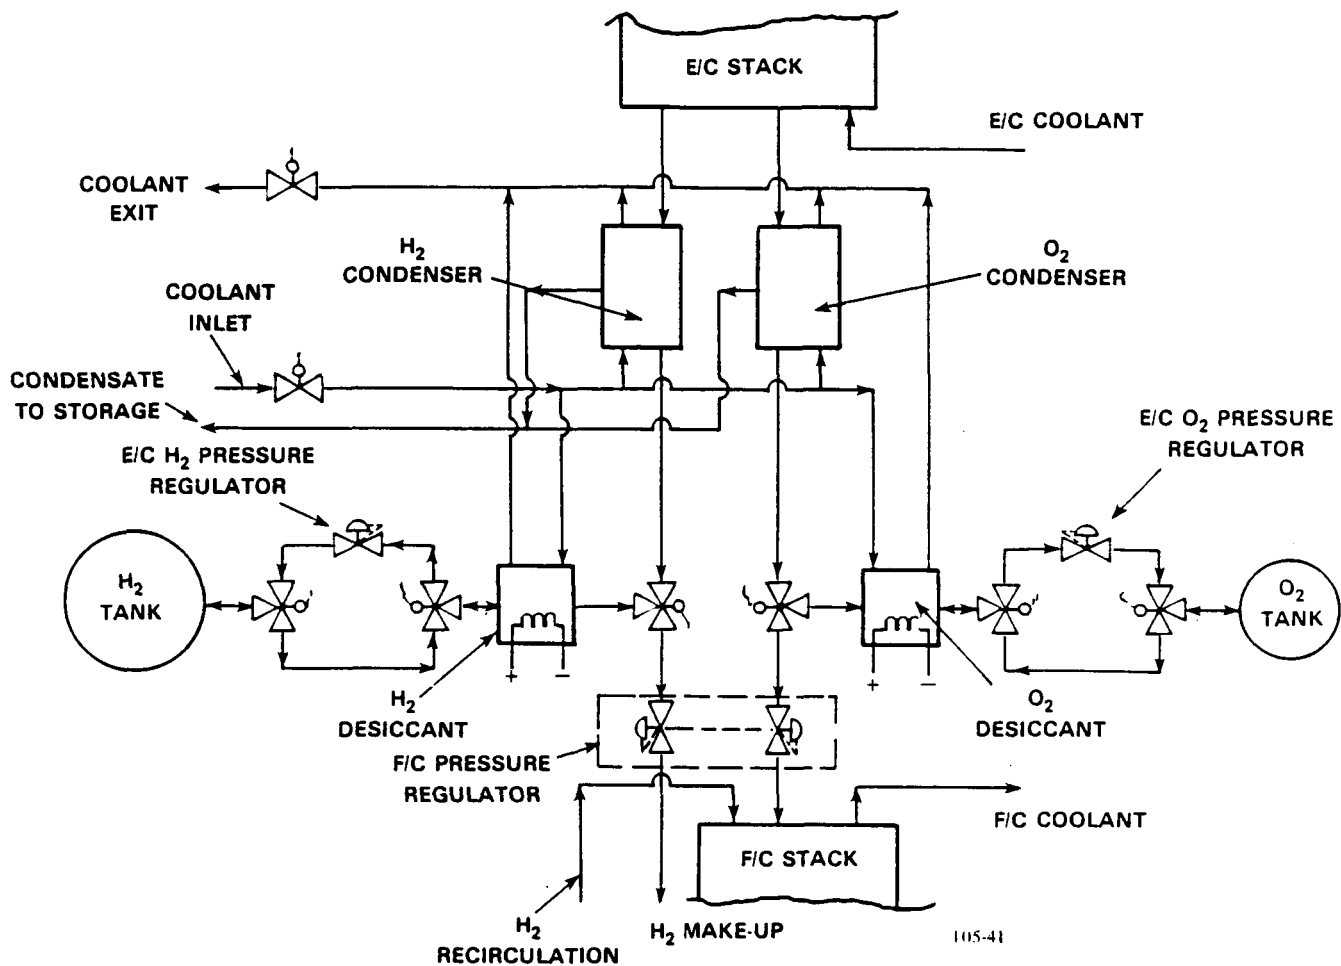 E/C STACK
E/C COOLANT
COOLANT
EXIT
H2
CONDENSER
O2
CONDENSER
COOLANT
INLET
CONDENSATE
TO STORAGE
E/C H2 PRESSURE
REGULATOR
E/C O2 PRESSURE
REGULATOR
H2
TANK
O2
TANK
+ −
+ −
H2
DESICCANT
O2
DESICCANT
F/C PRESSURE
REGULATOR
F/C COOLANT
F/C STACK
H2
RECIRCULATION
H2 MAKE-UP
105-41